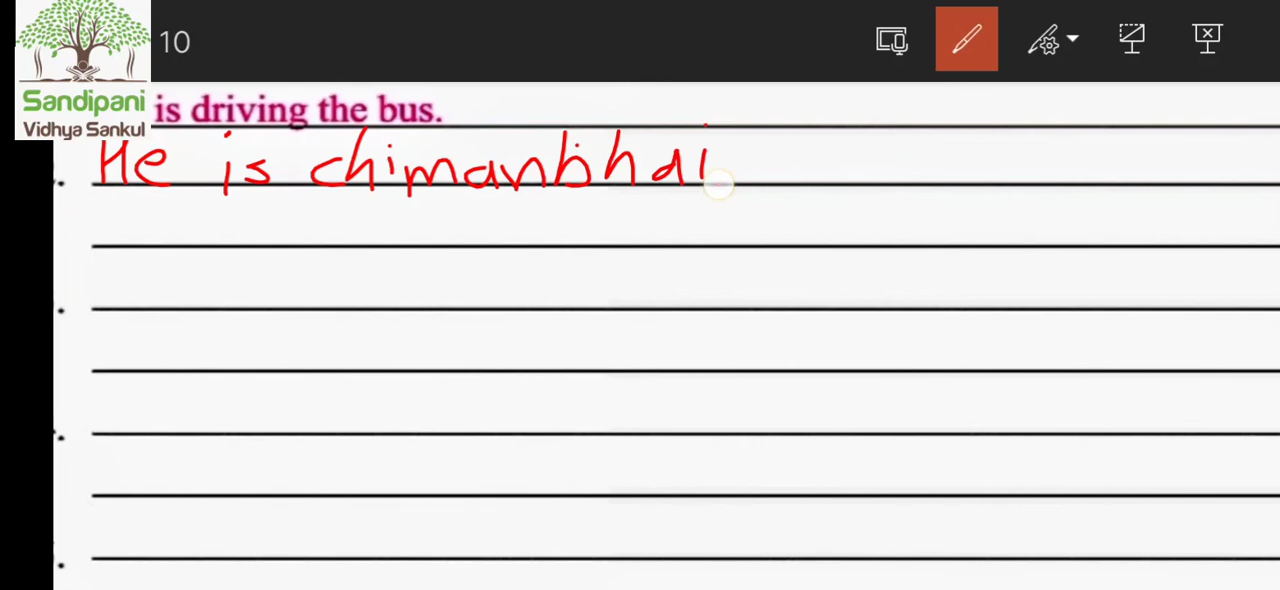 10
Sandipani
Vidhya Sankul
is driving the bus.
He is chimanbhai